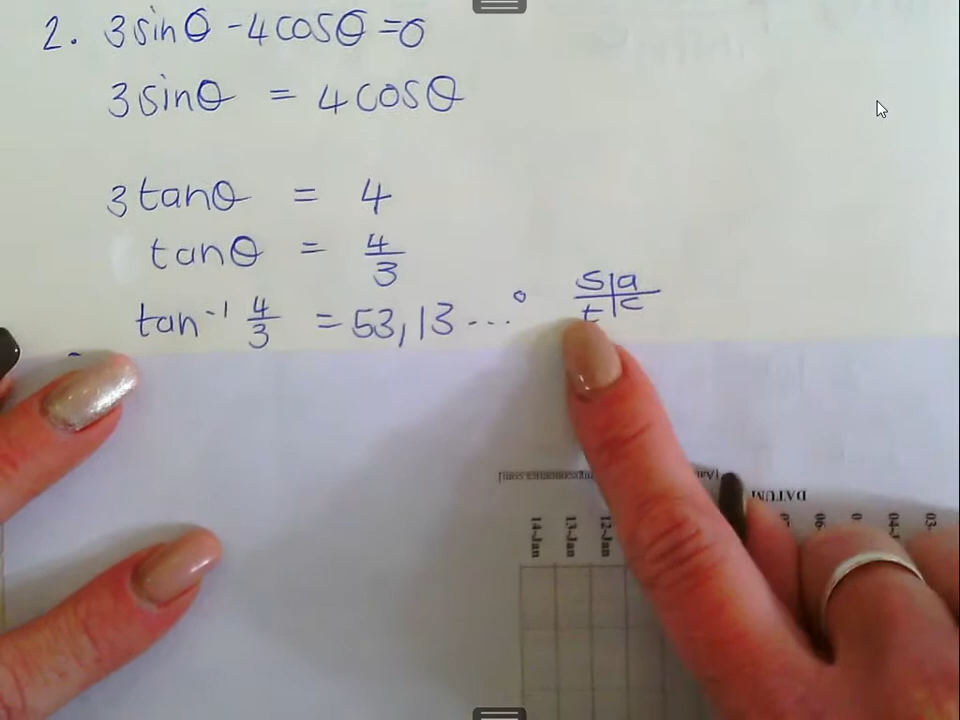 2. 3sinθ - 4cosθ = 0
3sinθ = 4cosθ
3tanθ = 4
tanθ = 4/3
tan⁻¹ 4/3 = 53,13...°
s|a
t|c
DATUM
14-Jan
13-Jan
12-Jan